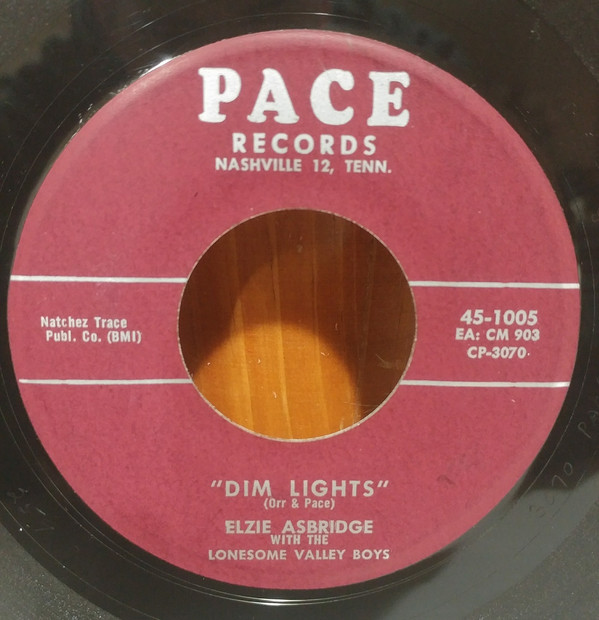 PACE
RECORDS
NASHVILLE 12, TENN.
Natchez Trace
Publ. Co. (BMI)
45-1005
EA: CM 903
CP-3070
"DIM LIGHTS"
(Orr & Pace)
ELZIE ASBRIDGE
WITH THE
LONESOME VALLEY BOYS